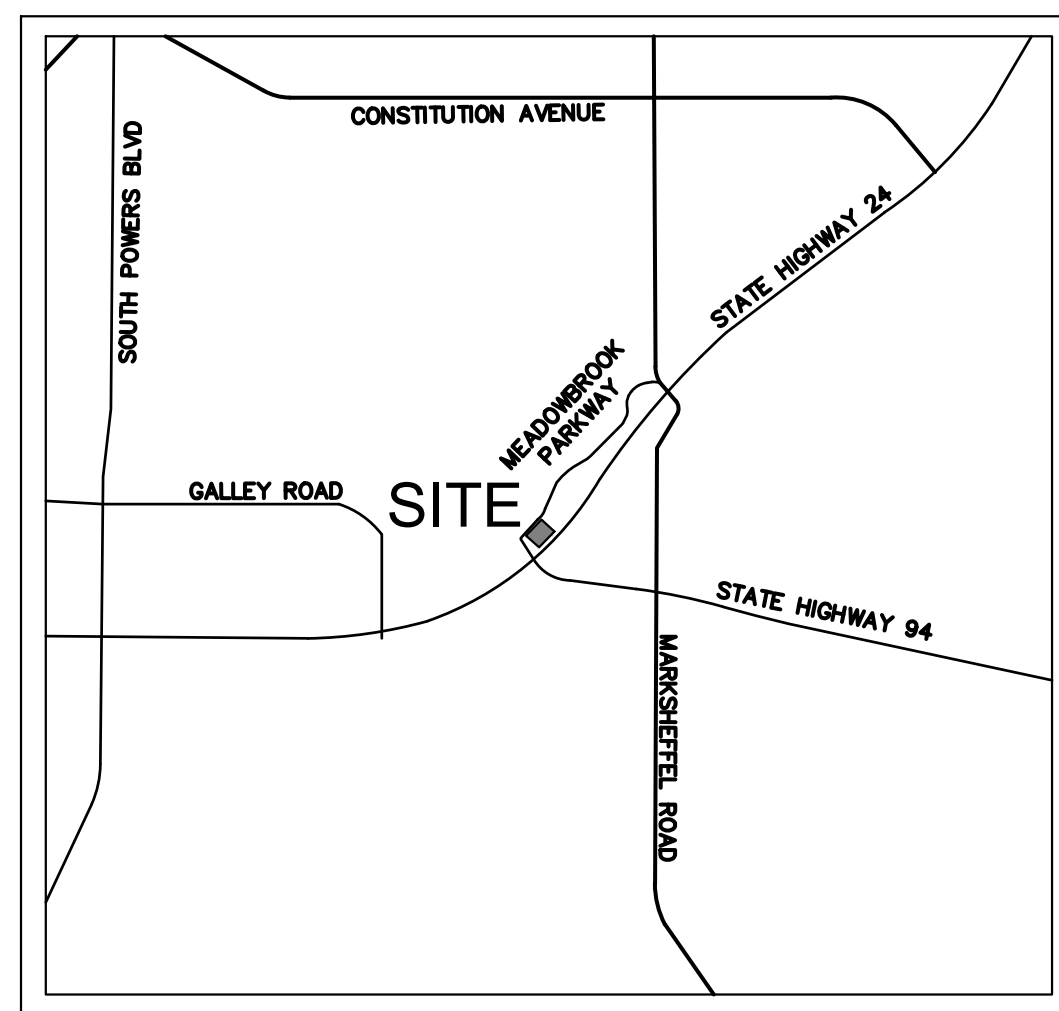 CONSTITUTION AVENUE
SOUTH POWERS BLVD
STATE HIGHWAY 24
MEADOWBROOK
PARKWAY
GALLEY ROAD
SITE
STATE HIGHWAY 94
MARKSHEFFEL ROAD